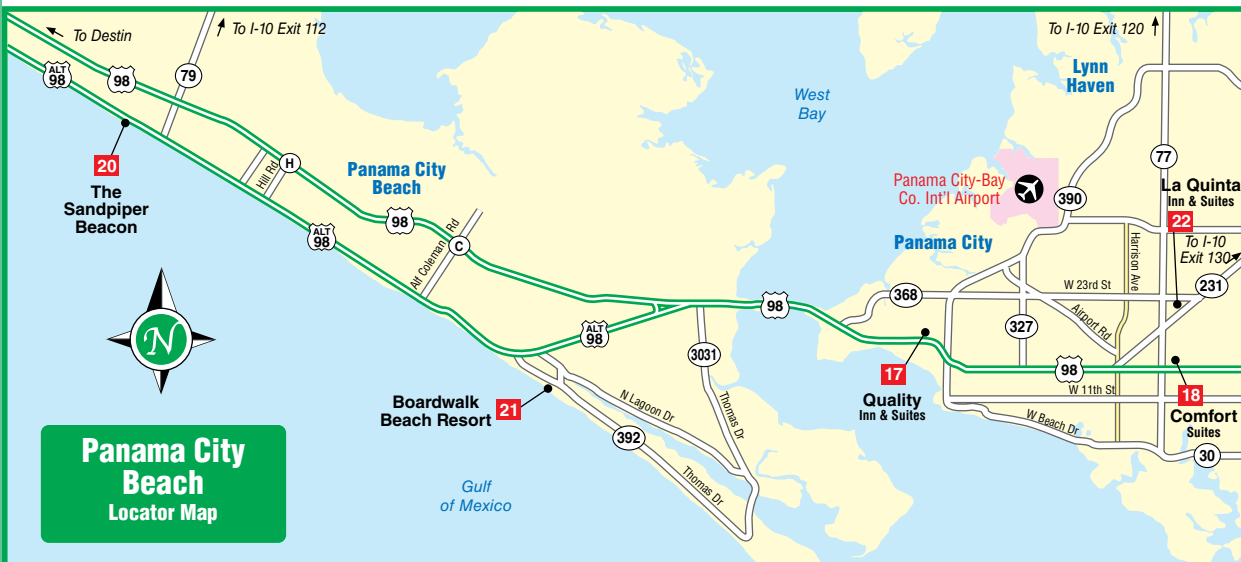 To Destin
To I-10 Exit 112
ALT
98
98
79
20
The
Sandpiper
Beacon
Hill Rd
H
Panama City
Beach
98
ALT
98
Alf Coleman Rd
C
West
Bay
To I-10 Exit 120
Lynn
Haven
77
Panama City-Bay
Co. Int'l Airport
390
La Quinta
Inn & Suites
22
To I-10
Exit 130
Panama City
Harrison Ave
W 23rd St
231
368
98
327
Airport Rd
ALT
98
3031
98
17
Quality
Inn & Suites
W 11th St
18
Comfort
Suites
W Beach Dr
30
Boardwalk
Beach Resort
21
N Lagoon Dr
Thomas Dr
392
Thomas Dr
Gulf
of Mexico
N
Panama City
Beach
Locator Map